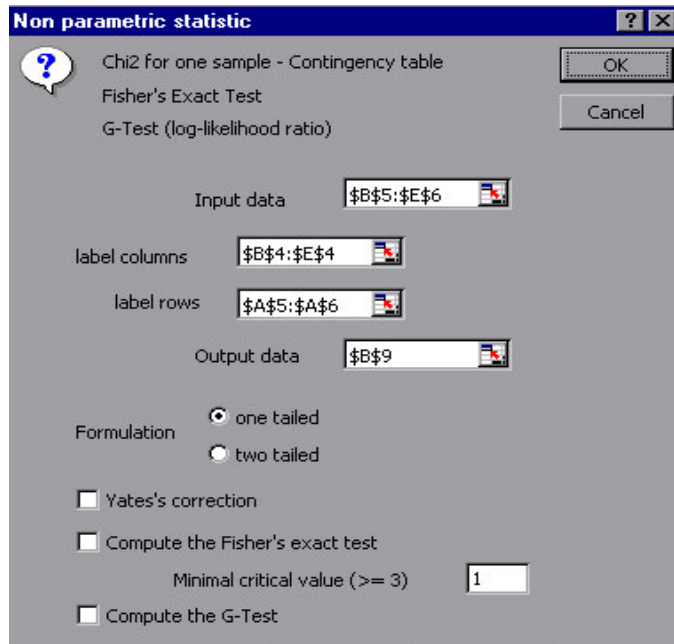 Non parametric statistic
Chi2 for one sample - Contingency table
OK
Fisher's Exact Test
Cancel
G-Test (log-likelihood ratio)
Input data $B$5:$E$6
label columns $B$4:$E$4
label rows $A$5:$A$6
Output data $B$9
Formulation
one tailed
two tailed
Yates's correction
Compute the Fisher's exact test
Minimal critical value (>= 3) 1
Compute the G-Test